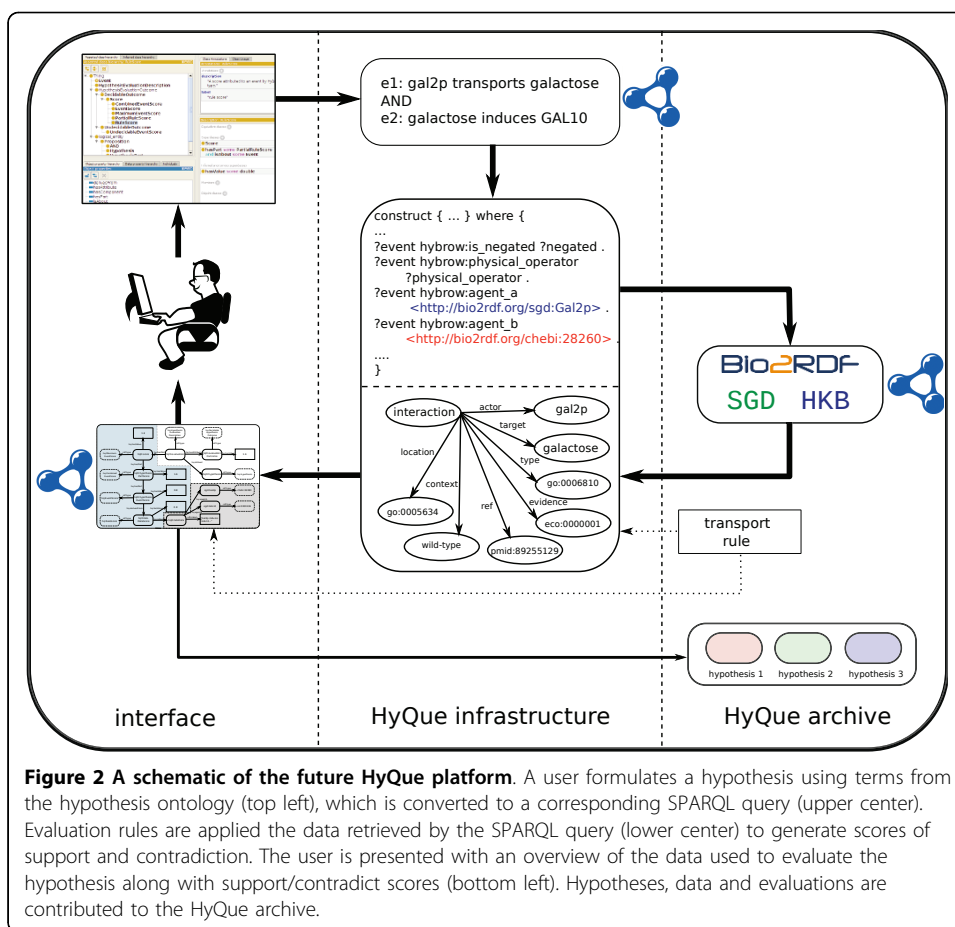 e1: gal2p transports galactose
AND
e2: galactose induces GAL10
construct { ... } where {
...
?event hybrow:is_negated ?negated .
?event hybrow:physical_operator
?physical_operator .
?event hybrow:agent_a
<http://bio2rdf.org/sgd:Gal2p> .
?event hybrow:agent_b
<http://bio2rdf.org/chebi:28260> .
....
}
Bio2RDF
SGD HKB
interaction
actor
gal2p
target
galactose
location
type
go:0006810
context
evidence
go:0005634
ref
eco:0000001
wild-type
pmid:89255129
transport
rule
hypothesis 1
hypothesis 2
hypothesis 3
interface
HyQue infrastructure
HyQue archive
Figure 2 A schematic of the future HyQue platform. A user formulates a hypothesis using terms from
the hypothesis ontology (top left), which is converted to a corresponding SPARQL query (upper center).
Evaluation rules are applied the data retrieved by the SPARQL query (lower center) to generate scores of
support and contradiction. The user is presented with an overview of the data used to evaluate the
hypothesis along with support/contradict scores (bottom left). Hypotheses, data and evaluations are
contributed to the HyQue archive.